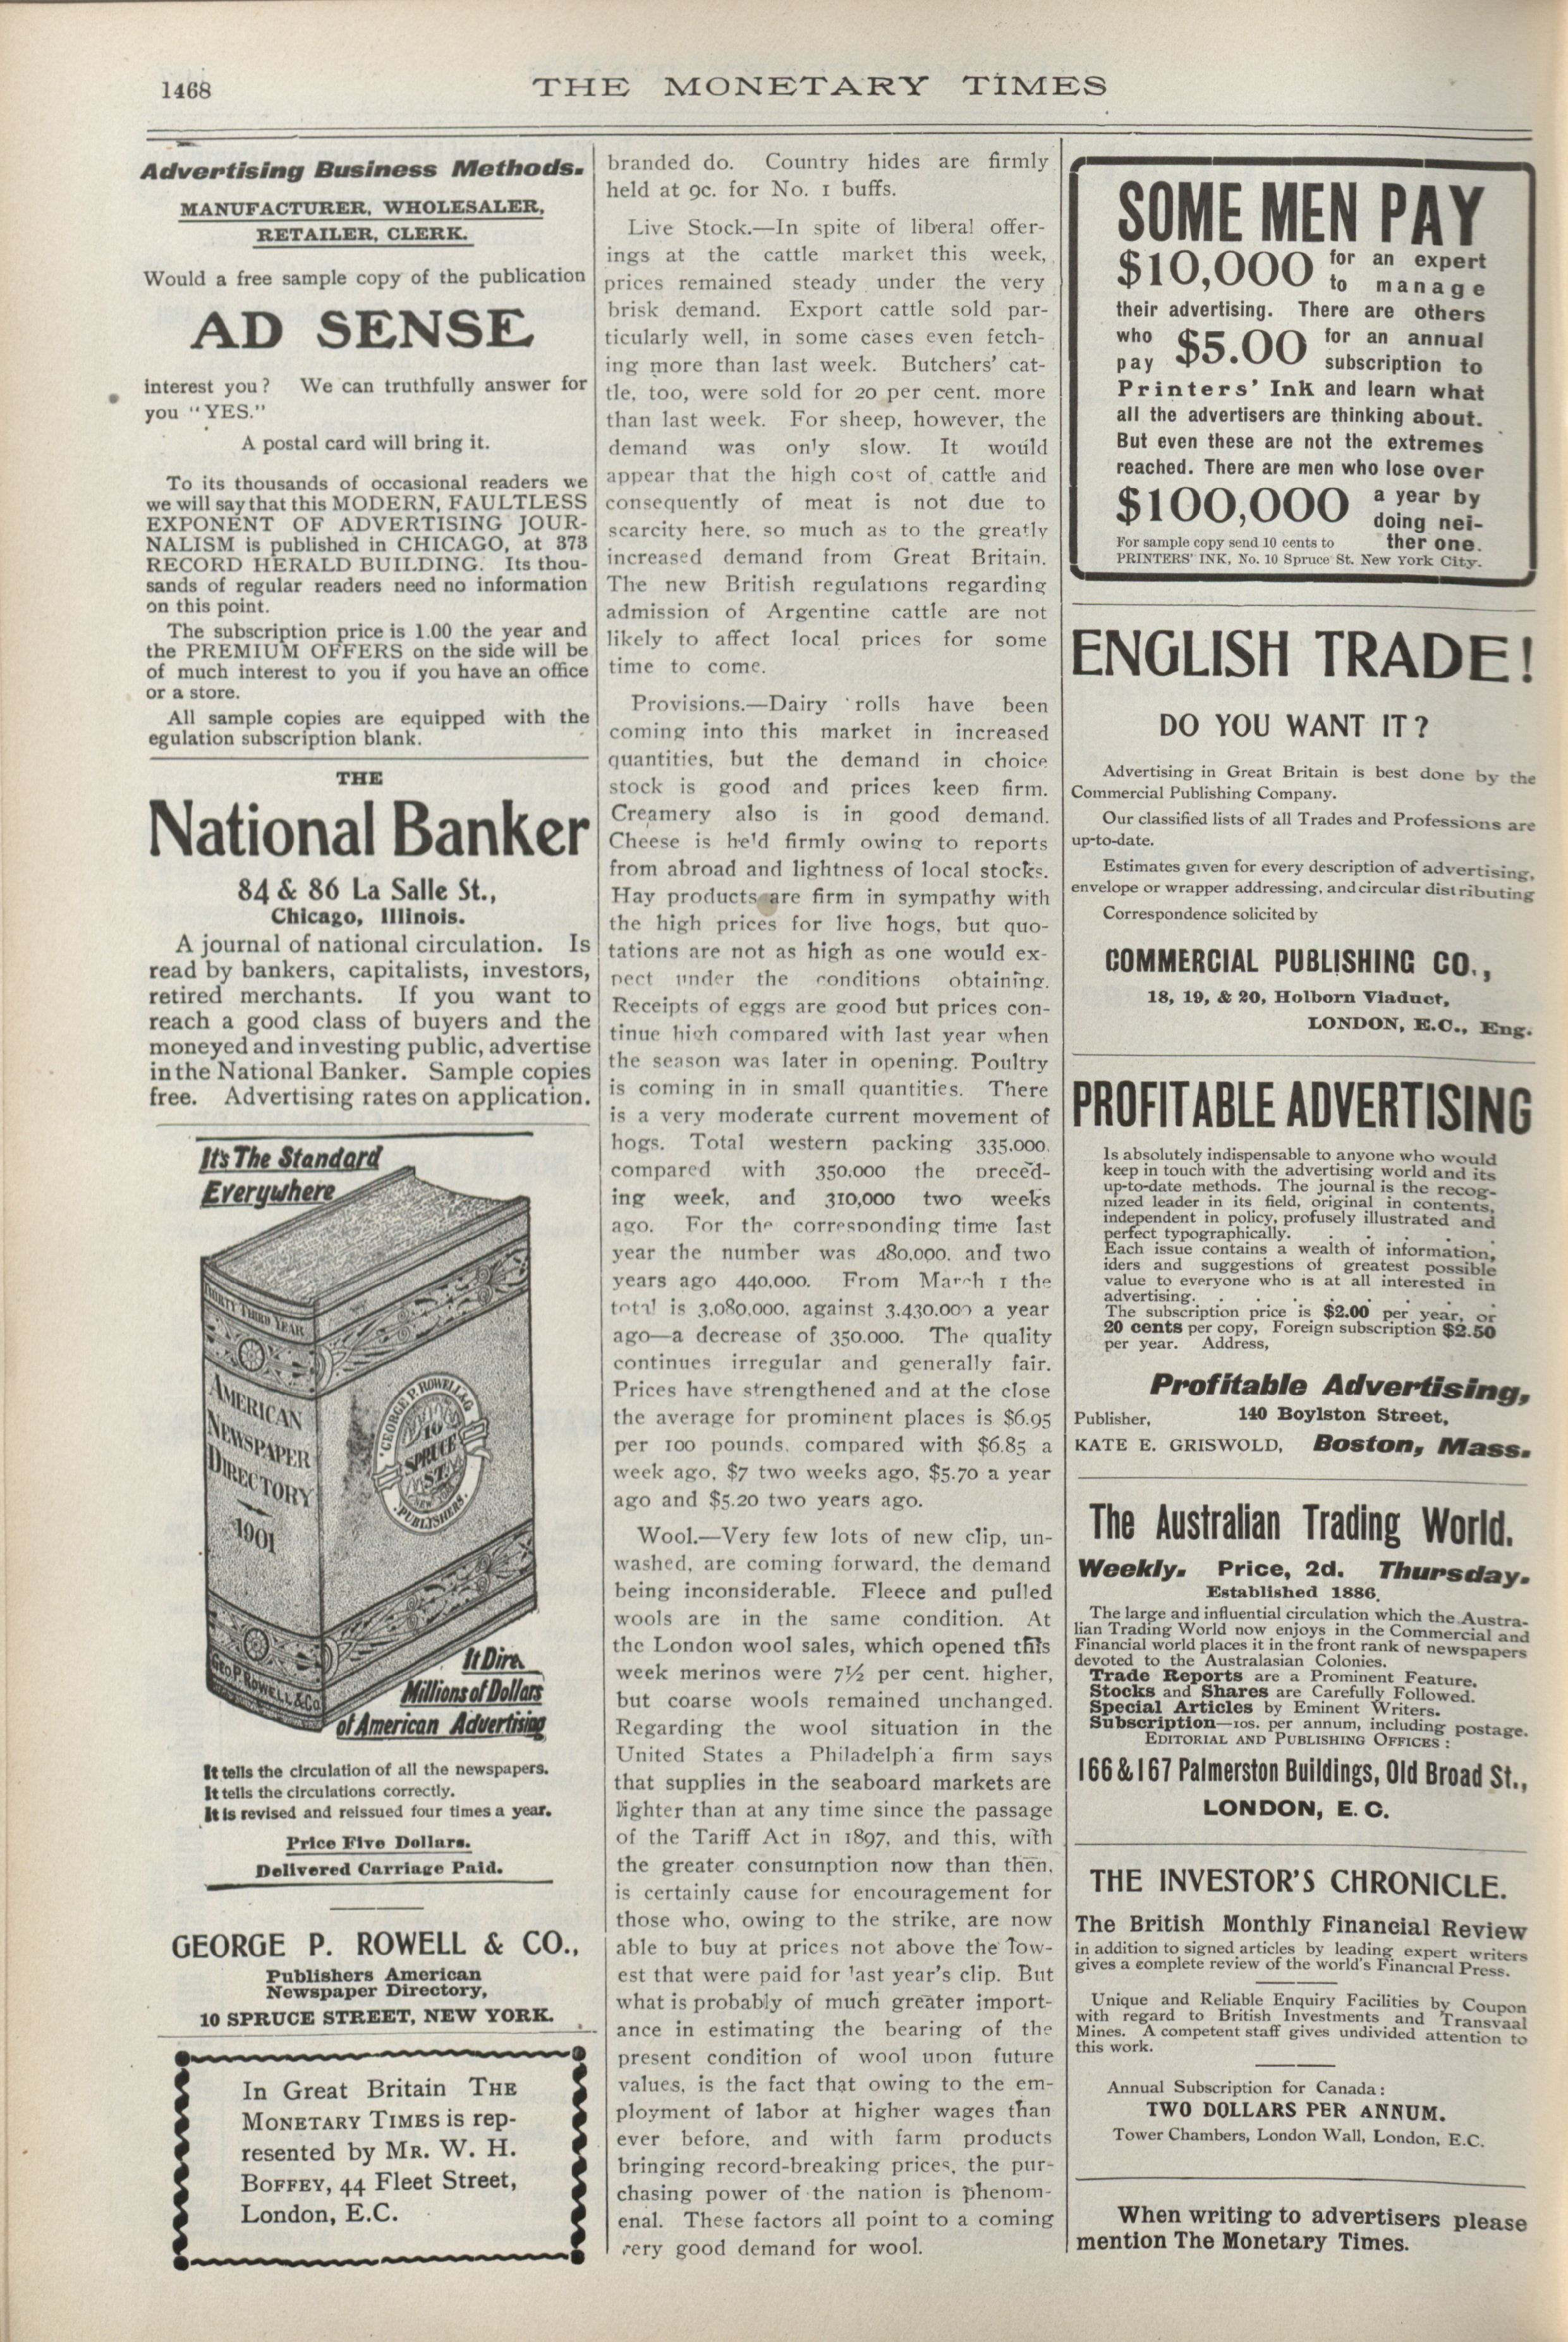 1468
THE MONETARY TIMES
Advertising Business Methods.
MANUFACTURER, WHOLESALER,
RETAILER, CLERK.
Would a free sample copy of the publication
AD SENSE
interest you? We can truthfully answer for
you "YES."
A postal card will bring it.
To its thousands of occasional readers we
we will say that this MODERN, FAULTLESS
EXPONENT OF ADVERTISING JOUR-
NALISM is published in CHICAGO, at 373
RECORD HERALD BUILDING. Its thou-
sands of regular readers need no information
on this point.
The subscription price is 1.00 the year and
the PREMIUM OFFERS on the side will be
of much interest to you if you have an office
or a store.
All sample copies are equipped with the
egulation subscription blank.
THE
National Banker
84 & 86 La Salle St.,
Chicago, Illinois.
A journal of national circulation. Is
read by bankers, capitalists, investors,
retired merchants. If you want to
reach a good class of buyers and the
moneyed and investing public, advertise
in the National Banker. Sample copies
free. Advertising rates on application.
It's The Standard
Everywhere
THIRTY THIRD YEAR
AMERICAN
NEWSPAPER
DIRECTORY
1901
GEORGE P. ROWELL & CO
10
SPRUCE
ST.
NEW YORK
PUBLISHERS.
GEO. P. ROWELL & CO
It Dire
Millions of Dollars
of American Advertising
It tells the circulation of all the newspapers.
It tells the circulations correctly.
It is revised and reissued four times a year.
Price Five Dollars.
Delivered Carriage Paid.
GEORGE P. ROWELL & CO.,
Publishers American
Newspaper Directory,
10 SPRUCE STREET, NEW YORK.
In Great Britain THE
MONETARY TIMES is rep-
resented by MR. W. H.
BOFFEY, 44 Fleet Street,
London, E.C.
branded do. Country hides are firmly
held at 9c. for No. 1 buffs.
Live Stock.—In spite of liberal offer-
ings at the cattle market this week,
prices remained steady under the very
brisk demand. Export cattle sold par-
ticularly well, in some cases even fetch-
ing more than last week. Butchers' cat-
tle, too, were sold for 20 per cent. more
than last week. For sheep, however, the
demand was only slow. It would
appear that the high cost of cattle and
consequently of meat is not due to
scarcity here, so much as to the greatly
increased demand from Great Britain.
The new British regulations regarding
admission of Argentine cattle are not
likely to affect local prices for some
time to come.
Provisions.—Dairy rolls have been
coming into this market in increased
quantities, but the demand in choice
stock is good and prices keep firm.
Creamery also is in good demand.
Cheese is he'd firmly owing to reports
from abroad and lightness of local stocks.
Hay products are firm in sympathy with
the high prices for live hogs, but quo-
tations are not as high as one would ex-
pect under the conditions obtaining.
Receipts of eggs are good but prices con-
tinue high compared with last year when
the season was later in opening. Poultry
is coming in in small quantities. There
is a very moderate current movement of
hogs. Total western packing 335,000,
compared with 350,000 the preced-
ing week, and 310,000 two weeks
ago. For the corresponding time last
year the number was 480,000, and two
years ago 440,000. From March 1 the
total is 3,080,000, against 3,430,000 a year
ago—a decrease of 350,000. The quality
continues irregular and generally fair.
Prices have strengthened and at the close
the average for prominent places is $6.95
per 100 pounds, compared with $6.85 a
week ago, $7 two weeks ago, $5.70 a year
ago and $5.20 two years ago.
Wool.—Very few lots of new clip, un-
washed, are coming forward, the demand
being inconsiderable. Fleece and pulled
wools are in the same condition. At
the London wool sales, which opened this
week merinos were 7½ per cent. higher,
but coarse wools remained unchanged.
Regarding the wool situation in the
United States a Philadelph'a firm says
that supplies in the seaboard markets are
lighter than at any time since the passage
of the Tariff Act in 1897, and this, with
the greater consumption now than then,
is certainly cause for encouragement for
those who, owing to the strike, are now
able to buy at prices not above the low-
est that were paid for last year's clip. But
what is probably of much greater import-
ance in estimating the bearing of the
present condition of wool upon future
values, is the fact that owing to the em-
ployment of labor at higher wages than
ever before, and with farm products
bringing record-breaking prices, the pur-
chasing power of the nation is phenom-
enal. These factors all point to a coming
very good demand for wool.
SOME MEN PAY
$10,000 for an expert
to manage
their advertising. There are others
who pay $5.00 for an annual
subscription to
Printers' Ink and learn what
all the advertisers are thinking about.
But even these are not the extremes
reached. There are men who lose over
$100,000 a year by
doing nei-
ther one.
For sample copy send 10 cents to
PRINTERS' INK, No. 10 Spruce St. New York City.
ENGLISH TRADE!
DO YOU WANT IT?
Advertising in Great Britain is best done by the
Commercial Publishing Company.
Our classified lists of all Trades and Professions are
up-to-date.
Estimates given for every description of advertising,
envelope or wrapper addressing, and circular distributing
Correspondence solicited by
COMMERCIAL PUBLISHING CO.,
18, 19, & 20, Holborn Viaduct,
LONDON, E.C., Eng.
PROFITABLE ADVERTISING
Is absolutely indispensable to anyone who would
keep in touch with the advertising world and its
up-to-date methods. The journal is the recog-
nized leader in its field, original in contents,
independent in policy, profusely illustrated and
perfect typographically.
Each issue contains a wealth of information,
iders and suggestions of greatest possible
value to everyone who is at all interested in
advertising.
The subscription price is $2.00 per year, or
20 cents per copy, Foreign subscription $2.50
per year. Address,
Profitable Advertising,
Publisher, 140 Boylston Street,
KATE E. GRISWOLD, Boston, Mass.
The Australian Trading World.
Weekly. Price, 2d. Thursday.
Established 1886.
The large and influential circulation which the Austra-
lian Trading World now enjoys in the Commercial and
Financial world places it in the front rank of newspapers
devoted to the Australasian Colonies.
Trade Reports are a Prominent Feature.
Stocks and Shares are Carefully Followed.
Special Articles by Eminent Writers.
Subscription—10s. per annum, including postage.
EDITORIAL AND PUBLISHING OFFICES:
166 & 167 Palmerston Buildings, Old Broad St.,
LONDON, E. C.
THE INVESTOR'S CHRONICLE.
The British Monthly Financial Review
in addition to signed articles by leading expert writers
gives a complete review of the world's Financial Press.
Unique and Reliable Enquiry Facilities by Coupon
with regard to British Investments and Transvaal
Mines. A competent staff gives undivided attention to
this work.
Annual Subscription for Canada:
TWO DOLLARS PER ANNUM.
Tower Chambers, London Wall, London, E.C.
When writing to advertisers please
mention The Monetary Times.